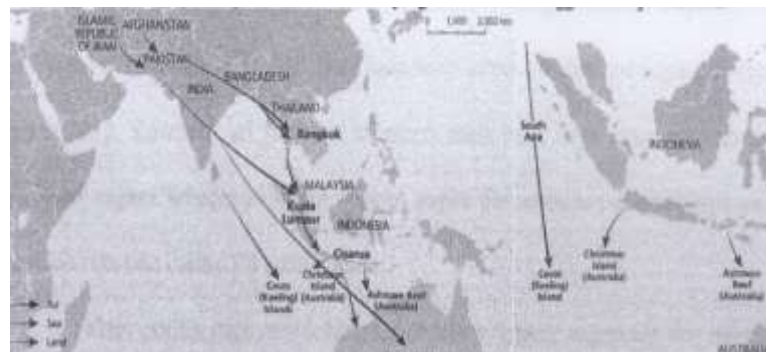 ISLAMIC
REPUBLIC
OF IRAN
AFGHANISTAN
PAKISTAN
INDIA
BANGLADESH
THAILAND
Bangkok
MALAYSIA
Kuala
Lumpur
INDONESIA
Cisarua
Cocos
(Keeling)
Islands
Christmas
Island
(Australia)
Ashmore Reef
(Australia)
Sea
Land
0
South
Asia
INDONESIA
Cocos
(Keeling)
Island
Christmas
Island
(Australia)
Ashmore
Reef
(Australia)
AUSTRALIA